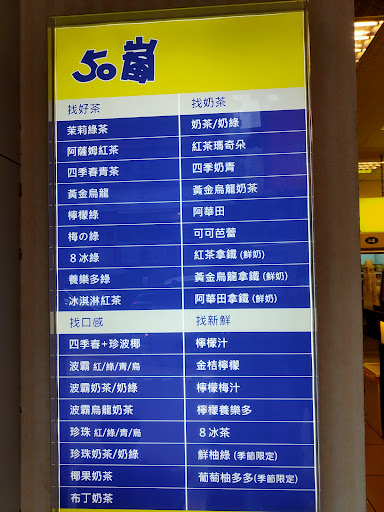 50嵐
找好茶
茉莉綠茶
阿薩姆紅茶
四季春青茶
黃金烏龍
檸檬綠
梅の綠
8冰綠
養樂多綠
冰淇淋紅茶
找奶茶
奶茶/奶綠
紅茶瑪奇朵
四季奶青
黃金烏龍奶茶
阿華田
可可芭蕾
紅茶拿鐵 (鮮奶)
黃金烏龍拿鐵 (鮮奶)
阿華田拿鐵 (鮮奶)
找口感
四季春+珍波椰
波霸 紅/綠/青/烏
波霸奶茶/奶綠
波霸烏龍奶茶
珍珠 紅/綠/青/烏
珍珠奶茶/奶綠
椰果奶茶
布丁奶茶
找新鮮
檸檬汁
金桔檸檬
檸檬梅汁
檸檬養樂多
8冰茶
鮮柚綠 (季節限定)
葡萄柚多多(季節限定)